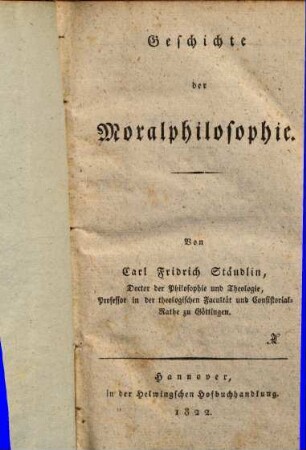 Geschichte
der
Moralphilosophie.
Von
Carl Fridrich Stäudlin,
Doctor der Philosophie und Theologie,
Professor in der theologischen Facultät und Consistorial-
Rathe zu Göttingen.
Hannover,
in der Helwingschen Hofbuchhandlung.
1822.